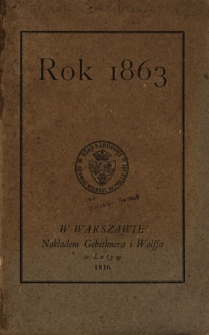 Rok 1863
W WARSZAWIE
Nakładem Gebethnera i Wolffa
1916.